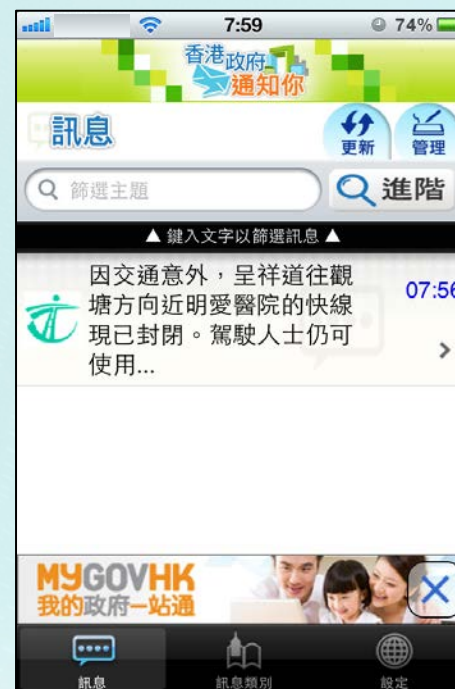 7:59
74%
香港政府
通知你
訊息
更新
管理
篩選主題
進階
▲ 鍵入文字以篩選訊息 ▲
因交通意外，呈祥道往觀
塘方向近明愛醫院的快線
現已封閉。駕駛人士仍可
使用...
07:56
MYGOVHK
我的政府一站通
訊息
訊息類別
設定